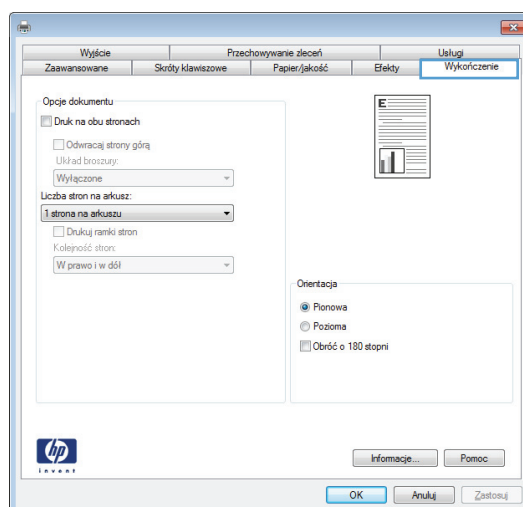 Wyjście
Przechowywanie zleceń
Usługi
Zaawansowane
Skróty klawiszowe
Papier/jakość
Efekty
Wykończenie
Opcje dokumentu
Druk na obu stronach
Odwracaj strony górą
Układ broszury:
Wyłączone
Liczba stron na arkusz:
1 strona na arkuszu
Drukuj ramki stron
Kolejność stron:
W prawo i w dół
E
Orientacja
Pionowa
Pozioma
Obróć o 180 stopni
hp
invent
Informacje...
Pomoc
OK
Anuluj
Zastosuj